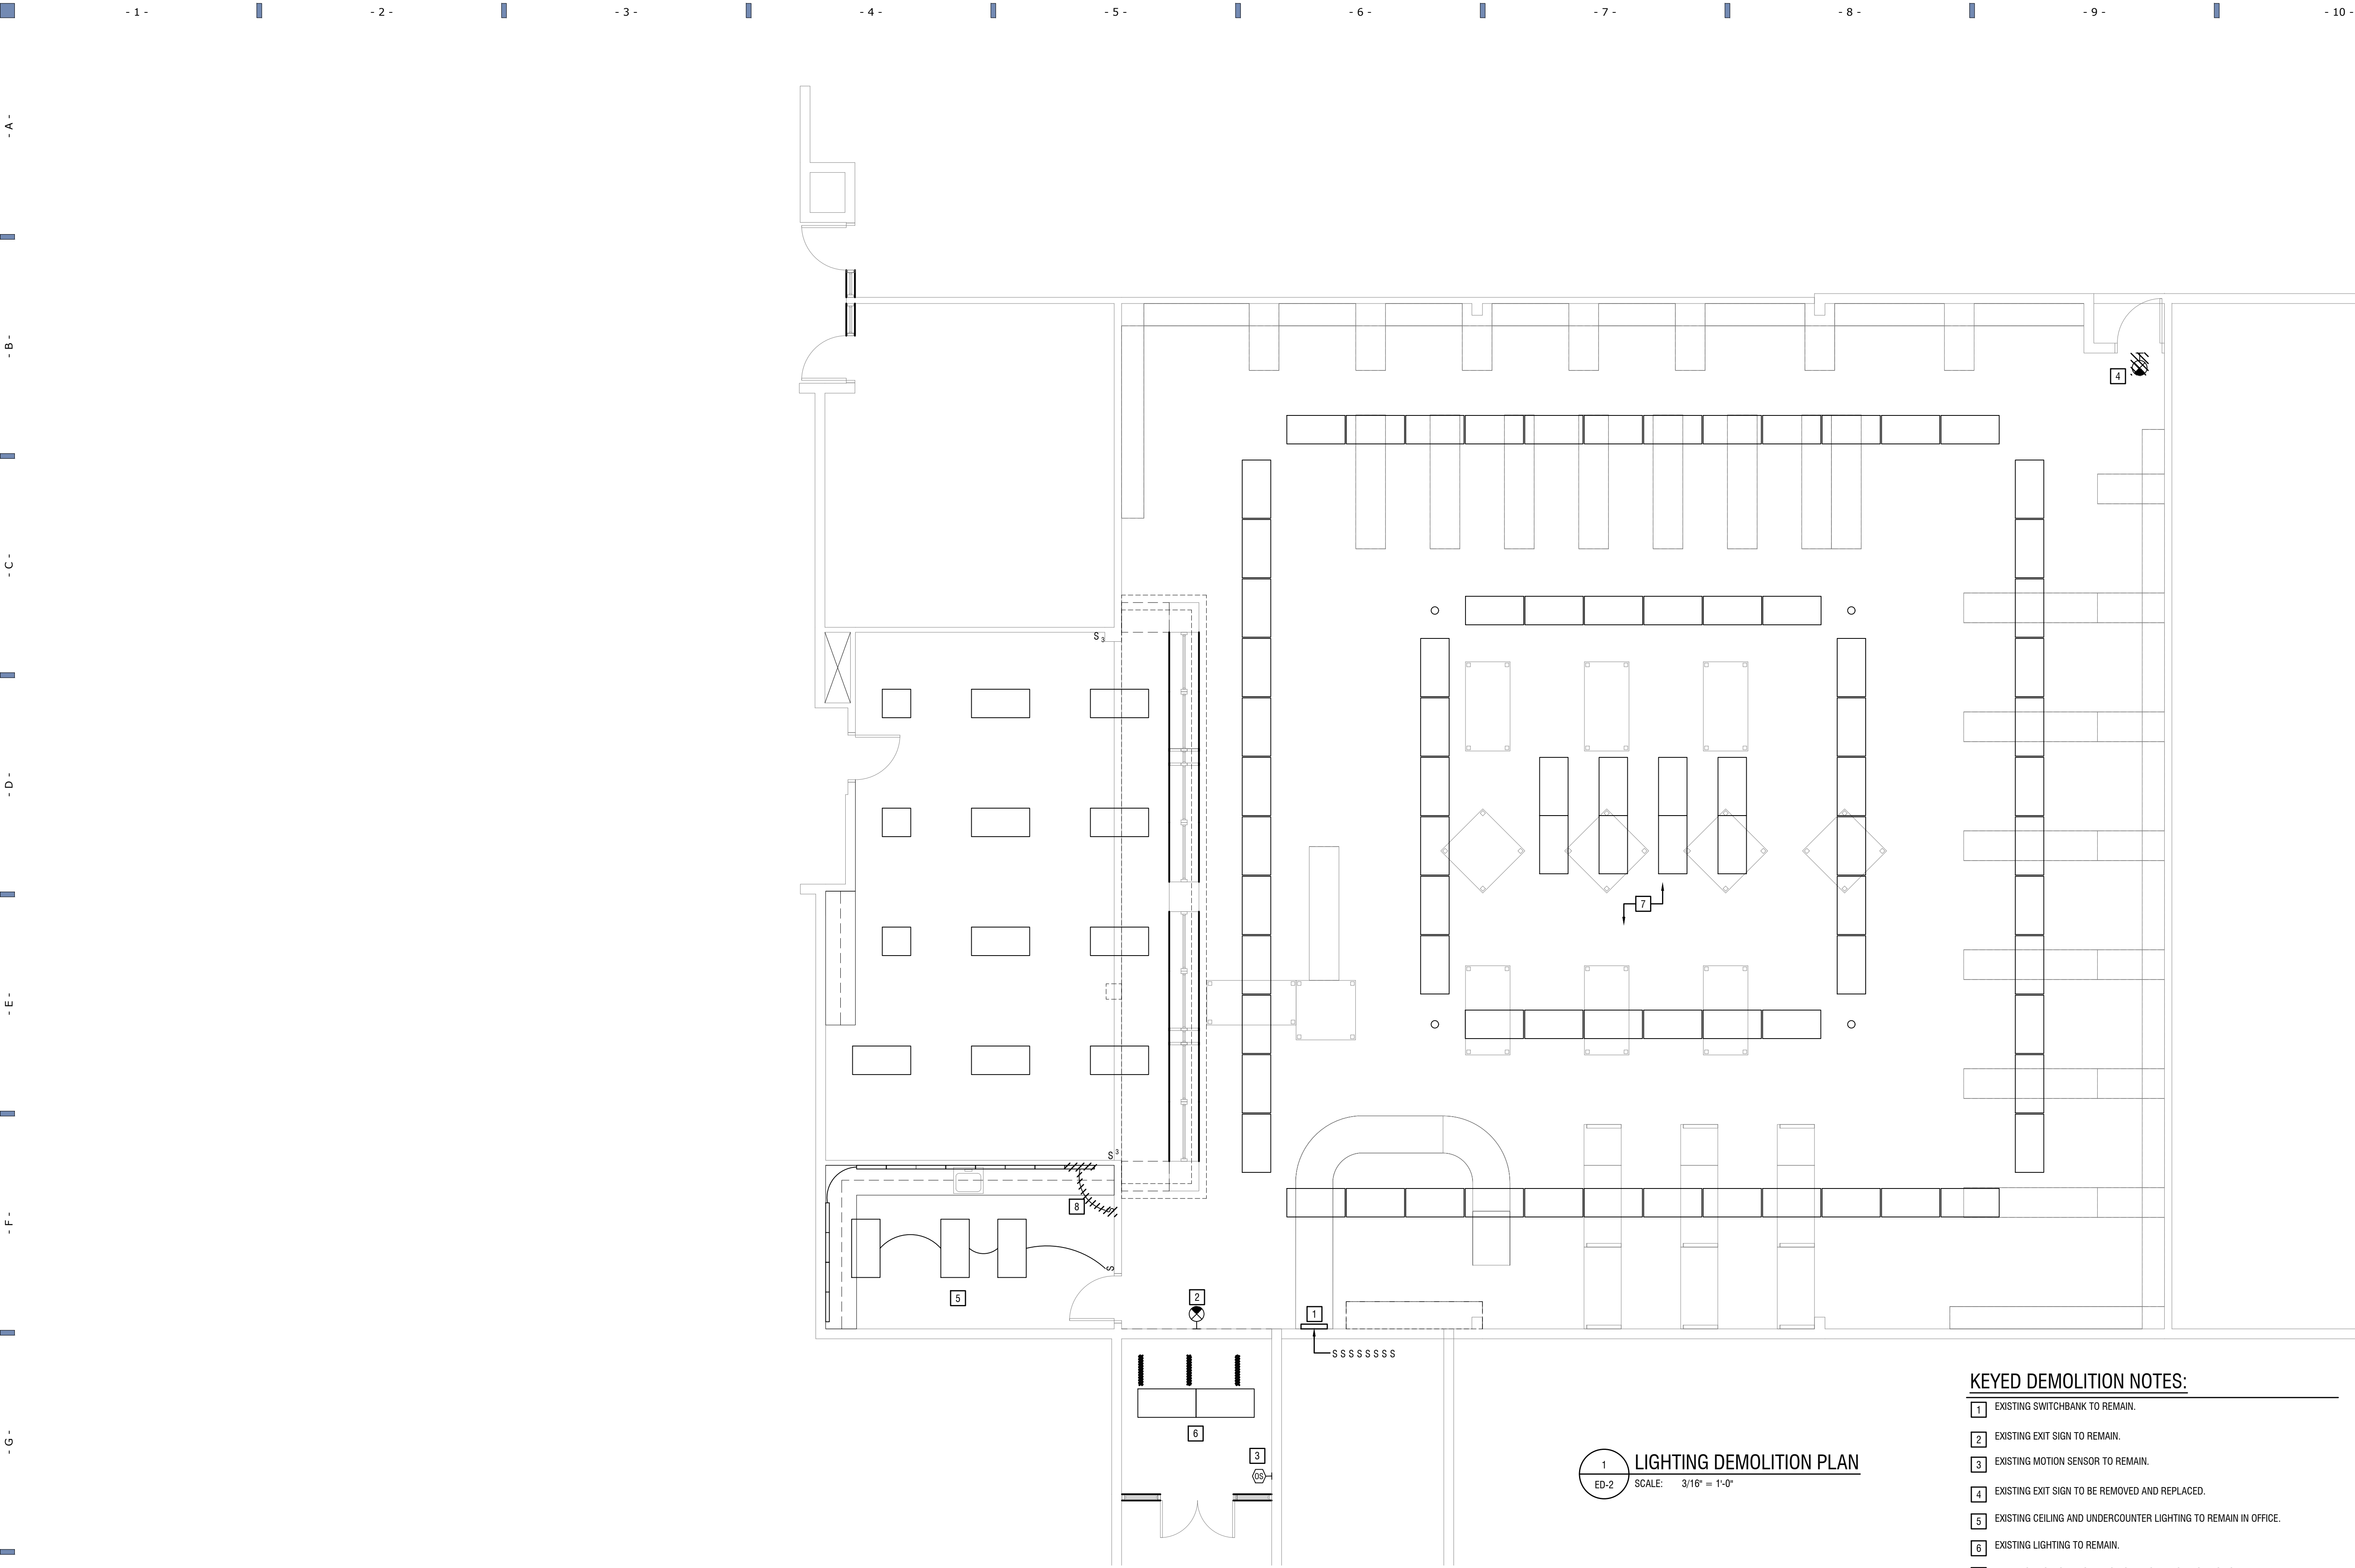 - 1 -
- 2 -
- 3 -
- 4 -
- 5 -
- 6 -
- 7 -
- 8 -
- 9 -
- 10 -
- A -
- B -
- C -
- D -
- E -
- F -
- G -
4
S 3
7
S 3
8
S
S
5
2
1
S S S S S S S S
6
3
OS
1
ED-2
LIGHTING DEMOLITION PLAN
SCALE: 3/16" = 1'-0"
KEYED DEMOLITION NOTES:
1 EXISTING SWITCHBANK TO REMAIN.
2 EXISTING EXIT SIGN TO REMAIN.
3 EXISTING MOTION SENSOR TO REMAIN.
4 EXISTING EXIT SIGN TO BE REMOVED AND REPLACED.
5 EXISTING CEILING AND UNDERCOUNTER LIGHTING TO REMAIN IN OFFICE.
6 EXISTING LIGHTING TO REMAIN.